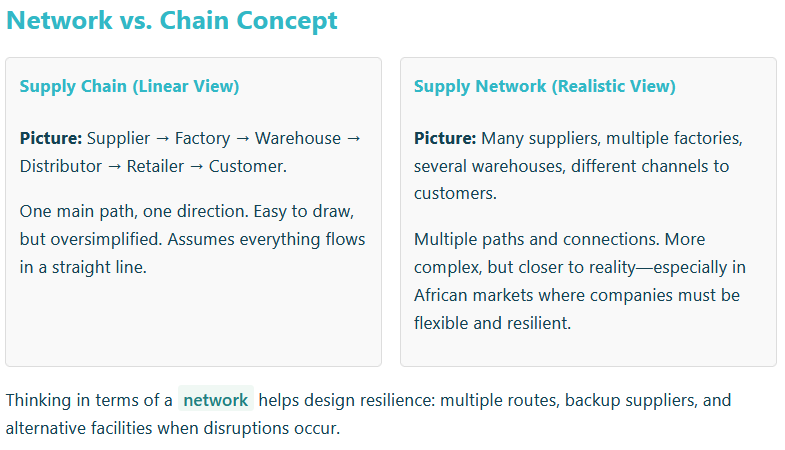 Network vs. Chain Concept
Supply Chain (Linear View)
Picture: Supplier → Factory → Warehouse →
Distributor → Retailer → Customer.
One main path, one direction. Easy to draw,
but oversimplified. Assumes everything flows
in a straight line.
Supply Network (Realistic View)
Picture: Many suppliers, multiple factories,
several warehouses, different channels to
customers.
Multiple paths and connections. More
complex, but closer to reality—especially in
African markets where companies must be
flexible and resilient.
Thinking in terms of a network helps design resilience: multiple routes, backup suppliers, and
alternative facilities when disruptions occur.